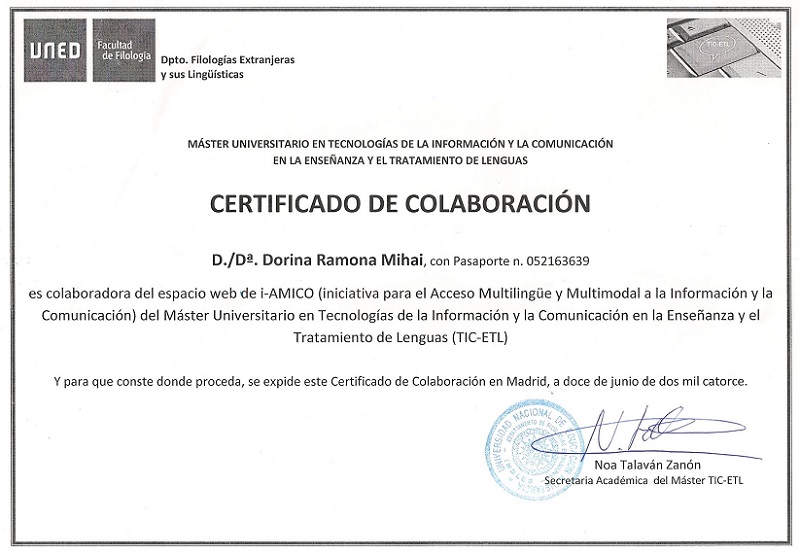 UNED
Facultad
de Filología
Dpto. Filologías Extranjeras
y sus Lingüísticas
TIC-ETL
MÁSTER UNIVERSITARIO EN TECNOLOGÍAS DE LA INFORMACIÓN Y LA COMUNICACIÓN
EN LA ENSEÑANZA Y EL TRATAMIENTO DE LENGUAS
CERTIFICADO DE COLABORACIÓN
D./Dª. Dorina Ramona Mihai, con Pasaporte n. 052163639
es colaboradora del espacio web de i-AMICO (iniciativa para el Acceso Multilingüe y Multimodal a la Información y la
Comunicación) del Máster Universitario en Tecnologías de la Información y la Comunicación en la Enseñanza y el
Tratamiento de Lenguas (TIC-ETL)
Y para que conste donde proceda, se expide este Certificado de Colaboración en Madrid, a doce de junio de dos mil catorce.
UNIVERSIDAD NACIONAL DE
Noa Talaván Zanón
Secretaria Académica del Máster TIC-ETL